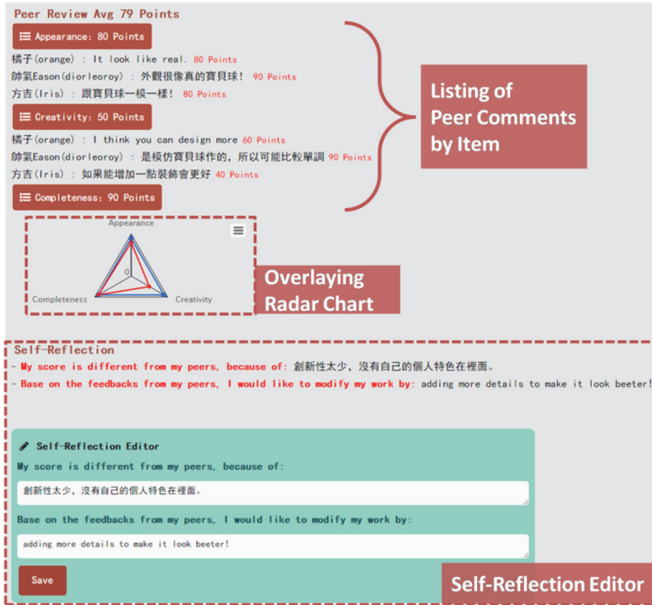 Peer Review Avg 79 Points
Appearance: 80 Points
橘子(orange) : It look like real. 80 Points
帥氣Eason(diorleoroy) : 外觀很像真的寶貝球! 90 Points
方吉(Iris) : 跟寶貝球一模一樣! 80 Points
Creativity: 50 Points
橘子(orange) : I think you can design more 60 Points
帥氣Eason(diorleoroy) : 是模仿寶貝球作的, 所以可能比較單調 90 Points
方吉(Iris) : 如果能增加一點裝飾會更好 40 Points
Completeness: 90 Points
Listing of
Peer Comments
by Item
Appearance
0
Completeness
Creativity
Overlaying
Radar Chart
Self-Reflection
- My score is different from my peers, because of: 創新性太少, 沒有自己的個人特色在裡面。
- Base on the feedbacks from my peers, I would like to modify my work by: adding more details to make it look beeter!
Self-Reflection Editor
My score is different from my peers, because of:
創新性太少, 沒有自己的個人特色在裡面。
Base on the feedbacks from my peers, I would like to modify my work by:
adding more details to make it look beeter!
Save
Self-Reflection Editor